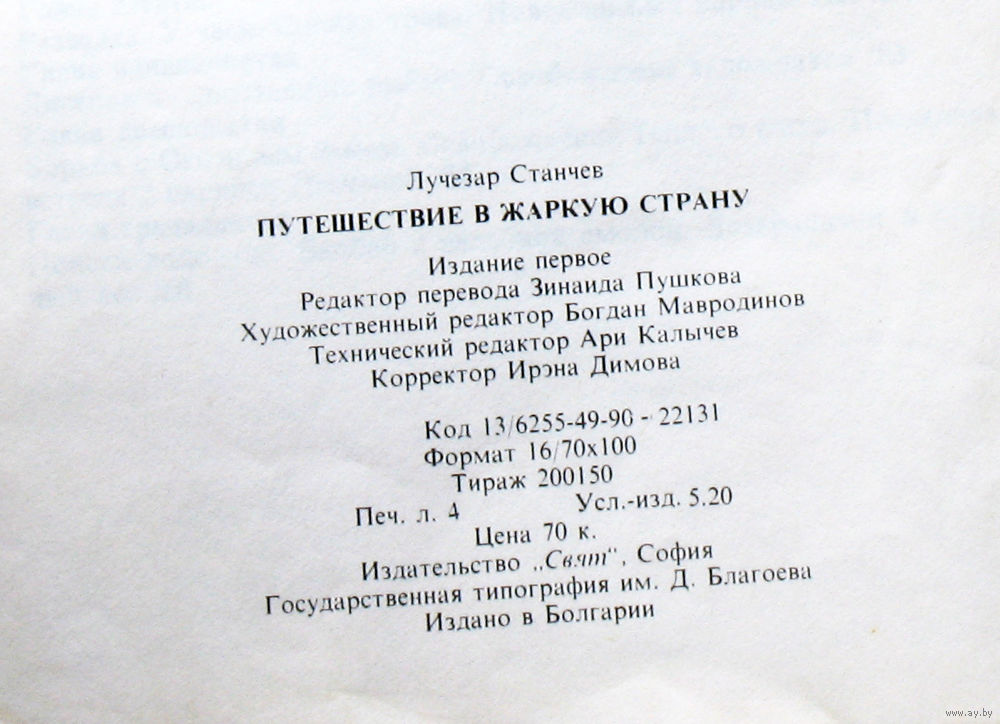 Лучезар Станчев
ПУТЕШЕСТВИЕ В ЖАРКУЮ СТРАНУ
Издание первое
Редактор перевода Зинаида Пушкова
Художественный редактор Богдан Мавродинов
Технический редактор Ари Калычев
Корректор Ирэна Димова
Код 13/6255-49-90 - 22131
Формат 16/70x100
Тираж 200150
Печ. л. 4 Усл.-изд. 5.20
Цена 70 к.
Издательство „Свят", София
Государственная типография им. Д. Благоева
Издано в Болгарии
www.ay.by